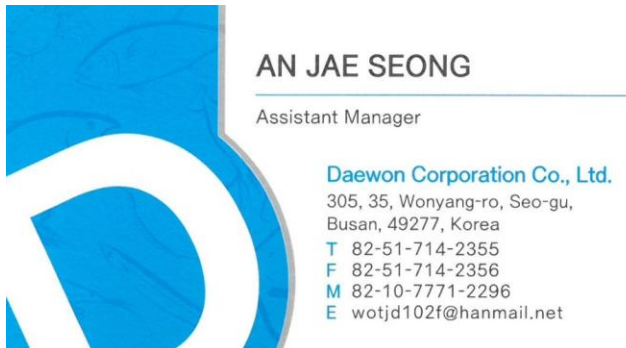 AN JAE SEONG
Assistant Manager
Daewon Corporation Co., Ltd.
305, 35, Wonyang-ro, Seo-gu,
Busan, 49277, Korea
T 82-51-714-2355
F 82-51-714-2356
M 82-10-7771-2296
E wotjd102f@hanmail.net